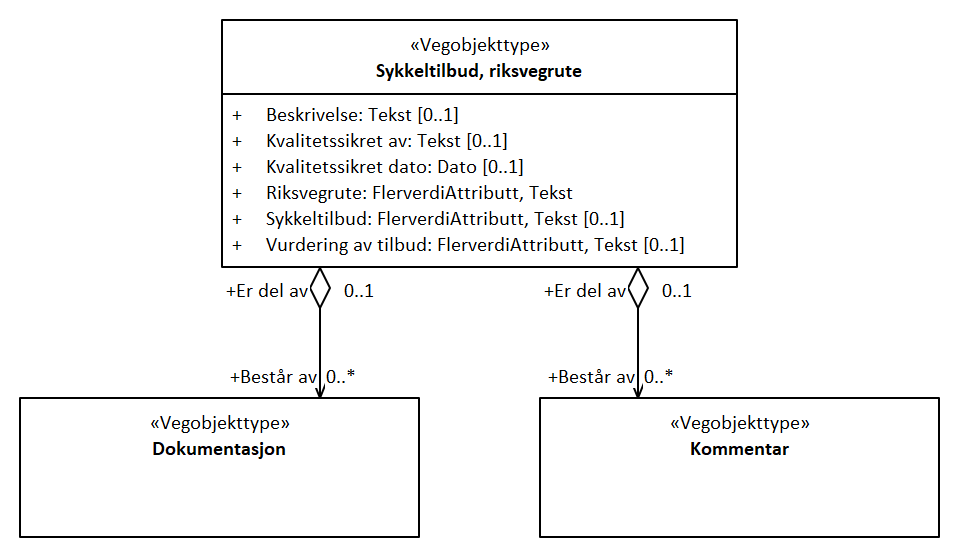 «Vegobjekttype»
Sykkeltilbud, riksvegrute
+ Beskrivelse: Tekst [0..1]
+ Kvalitetssikret av: Tekst [0..1]
+ Kvalitetssikret dato: Dato [0..1]
+ Riksvegrute: FlerverdiAttributt, Tekst
+ Sykkeltilbud: FlerverdiAttributt, Tekst [0..1]
+ Vurdering av tilbud: FlerverdiAttributt, Tekst [0..1]
+Er del av 0..1 +Er del av 0..1
+Består av 0..* +Består av 0..*
«Vegobjekttype» «Vegobjekttype»
Dokumentasjon Kommentar